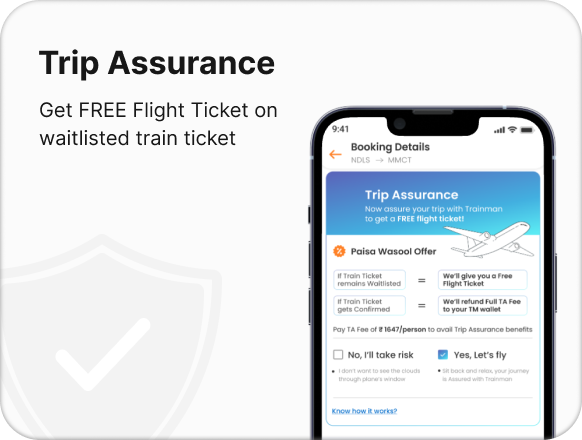 Trip Assurance
Get FREE Flight Ticket on
waitlisted train ticket
9:41
Booking Details
NDLS → MMCT
Trip Assurance
Now assure your trip with Trainman
to get a FREE flight ticket!
Paisa Wasool Offer
If Train Ticket
remains Waitlisted
=
We'll give you a Free
Flight Ticket
If Train Ticket
gets Confirmed
=
We'll refund Full TA Fee
to your TM wallet
Pay TA Fee of ₹ 1647/person to avail Trip Assurance benefits
No, I'll take risk
• I don't want to see the clouds
through plane's window
Yes, Let's fly
• Sit back and relax, your journey
is Assured with Trainman
Know how it works?